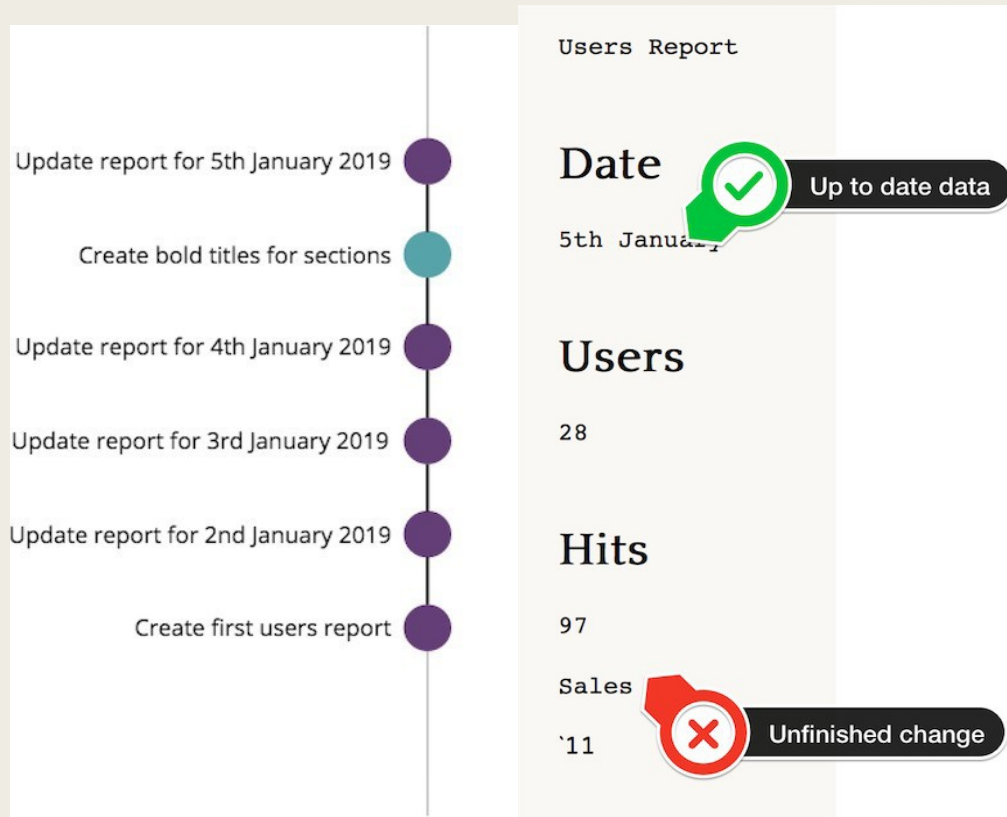 Update report for 5th January 2019
Create bold titles for sections
Update report for 4th January 2019
Update report for 3rd January 2019
Update report for 2nd January 2019
Create first users report
Users Report
Date
Up to date data
5th January
Users
28
Hits
97
Sales
Unfinished change
`11